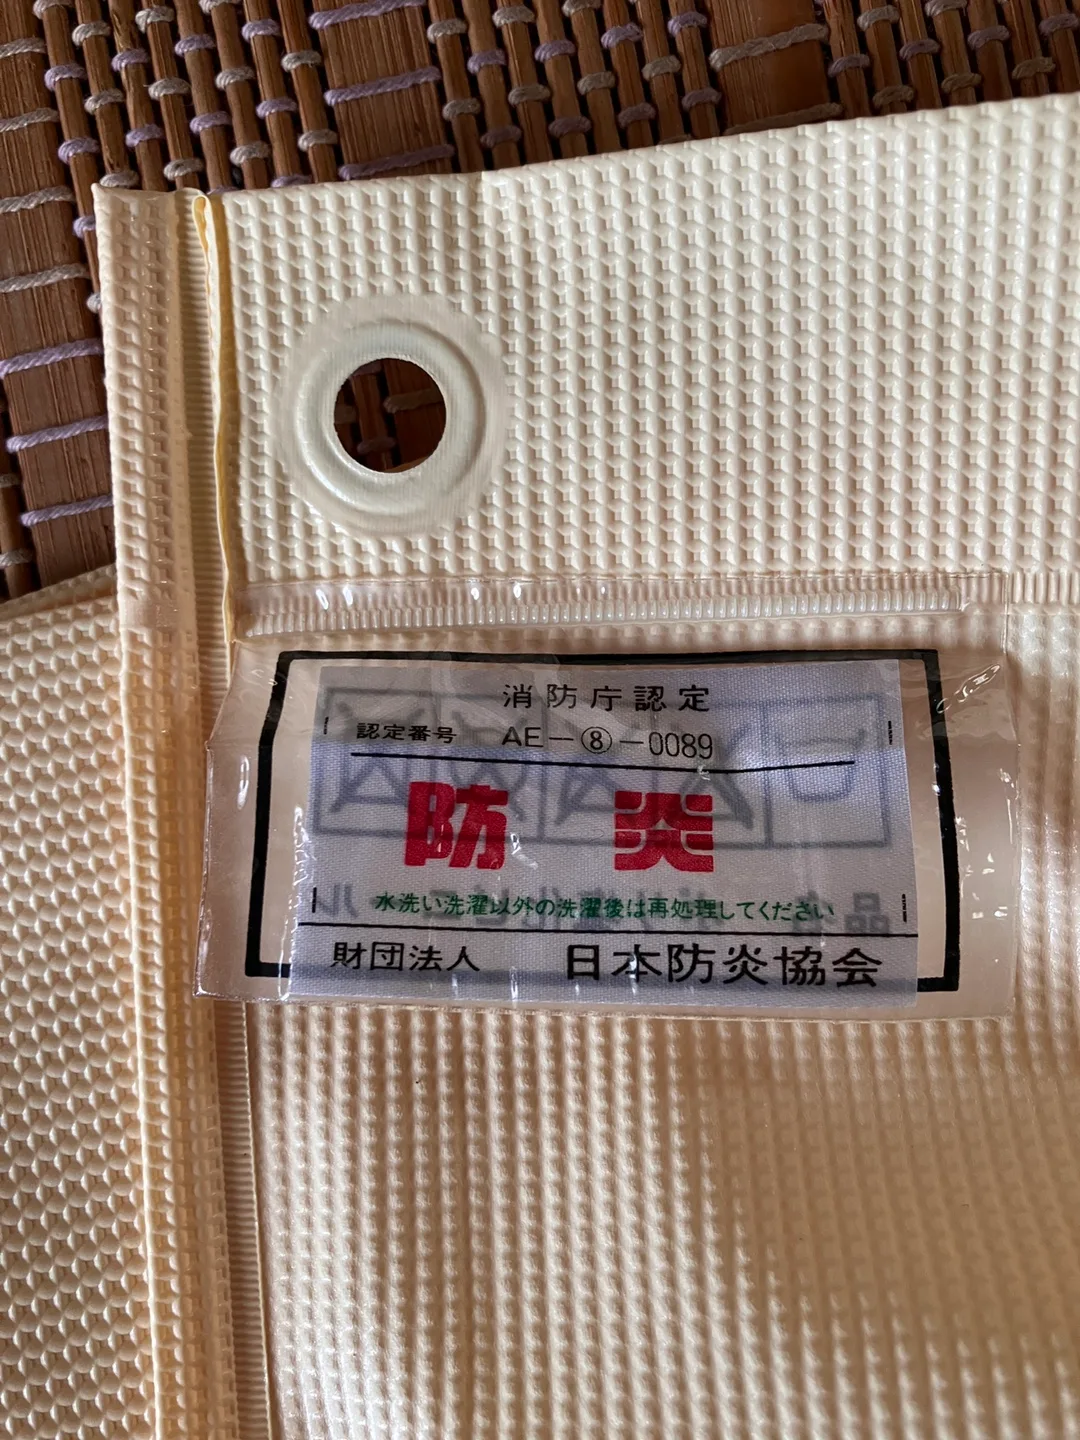 消防庁認定
認定番号 AE-⑧-0089
防炎
水洗い洗濯以外の洗濯後は再処理してください
財団法人 日本防炎協会